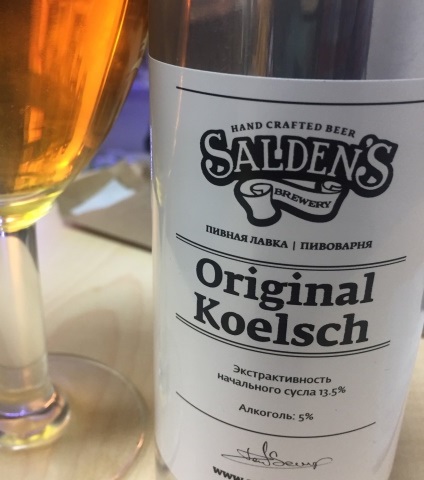 HAND CRAFTED BEER
SALDEN'S
BREWERY
ПИВНАЯ ЛАВКА | ПИВОВАРНЯ
Original
Koelsch
Экстрактивность
начального сусла 13.5%
Алкоголь: 5%